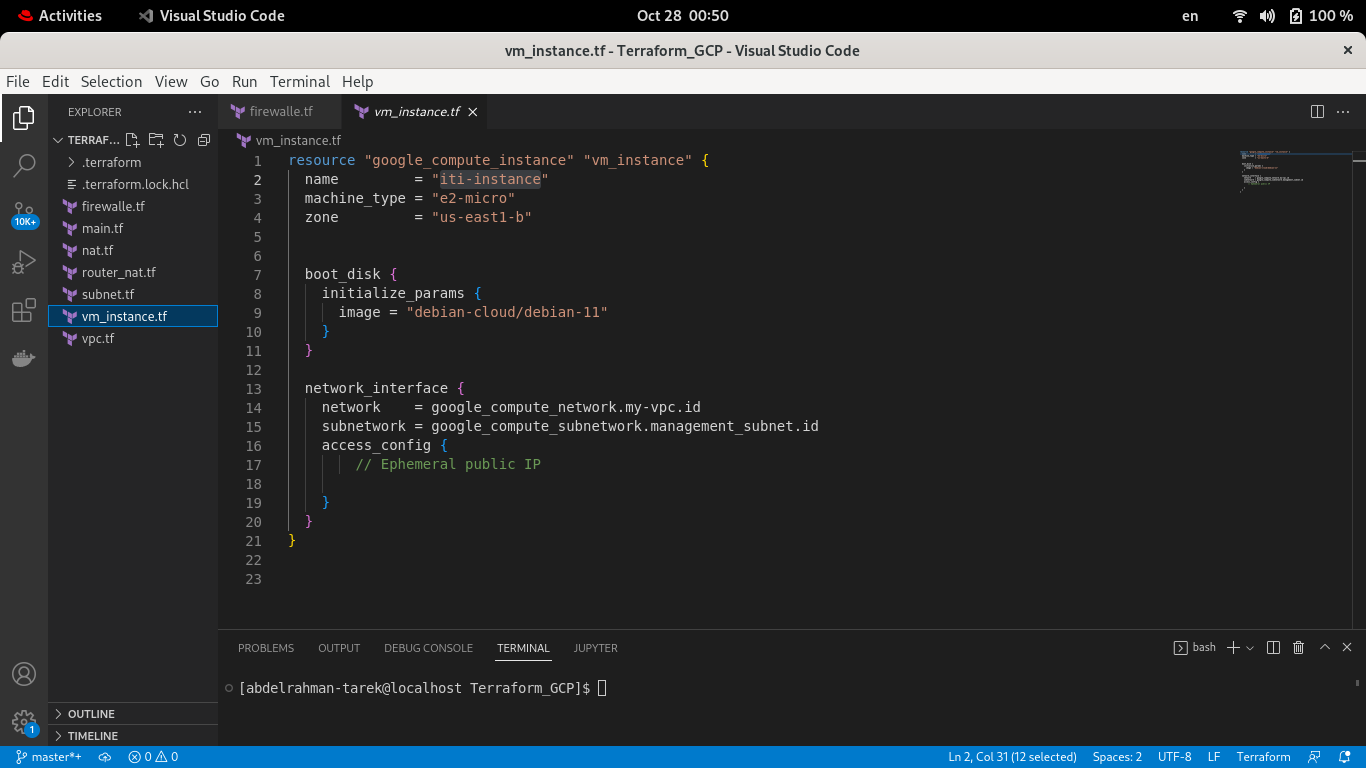 Activities Visual Studio Code Oct 28 00:50 en 100 %
vm_instance.tf - Terraform_GCP - Visual Studio Code
File Edit Selection View Go Run Terminal Help
EXPLORER
TERRAF...
.terraform
.terraform.lock.hcl
firewalle.tf
main.tf
nat.tf
router_nat.tf
subnet.tf
vm_instance.tf
vpc.tf
OUTLINE
TIMELINE
10K+
1
firewalle.tf vm_instance.tf
vm_instance.tf
1 resource "google_compute_instance" "vm_instance" {
2 name = "iti-instance"
3 machine_type = "e2-micro"
4 zone = "us-east1-b"
5
6
7 boot_disk {
8 initialize_params {
9 image = "debian-cloud/debian-11"
10 }
11 }
12
13 network_interface {
14 network = google_compute_network.my-vpc.id
15 subnetwork = google_compute_subnetwork.management_subnet.id
16 access_config {
17 // Ephemeral public IP
18
19 }
20 }
21 }
22
23
PROBLEMS OUTPUT DEBUG CONSOLE TERMINAL JUPYTER bash
[abdelrahman-tarek@localhost Terraform_GCP]$
master*+ 0 0 Ln 2, Col 31 (12 selected) Spaces: 2 UTF-8 LF Terraform